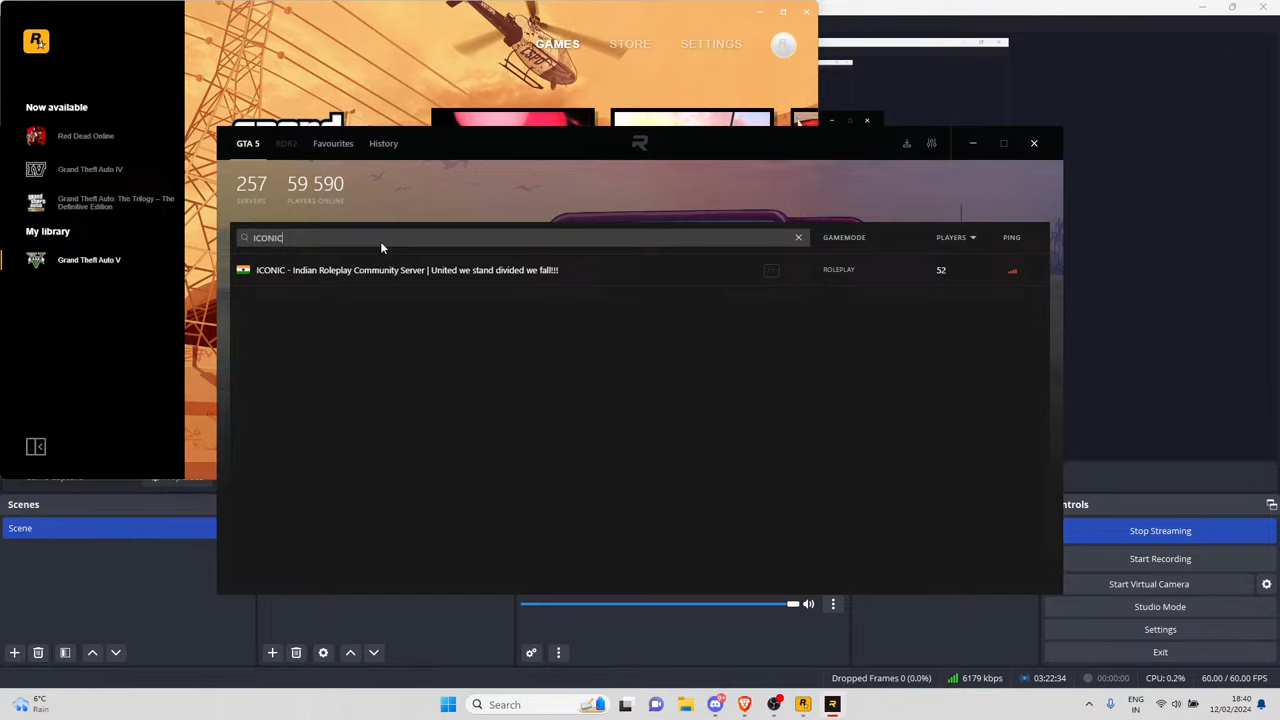 GAMES STORE SETTINGS
Now available
Red Dead Online
Grand Theft Auto IV
Grand Theft Auto: The Trilogy – The
Definitive Edition
My library
Grand Theft Auto V
GTA 5 RDR2 Favourites History
257 59 590
SERVERS PLAYERS ONLINE
ICONIC GAMEMODE PLAYERS PING
ICONIC - Indian Roleplay Community Server | United we stand divided we fall!!! ROLEPLAY 52
Scenes
Scene
ntrols
Stop Streaming
Start Recording
Start Virtual Camera
Studio Mode
Settings
Exit
Dropped Frames 0 (0.0%) 6179 kbps 03:22:34 00:00:00 CPU: 0.2% 60.00 / 60.00 FPS
6°C
Rain
Search
ENG
IN
18:40
12/02/2024